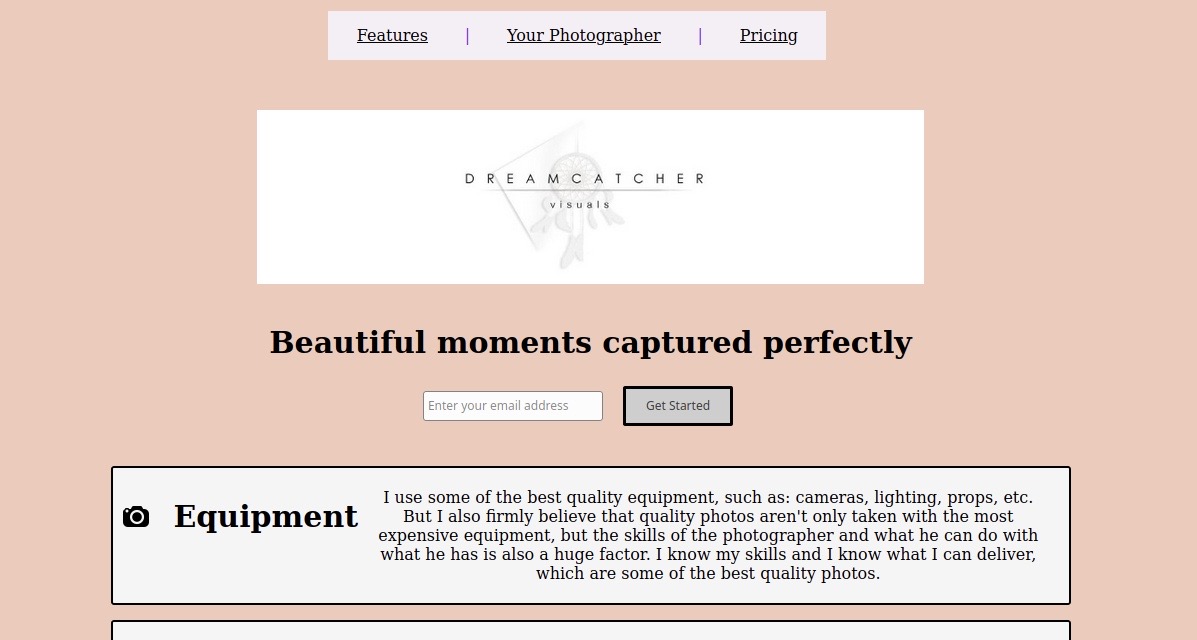 Features | Your Photographer | Pricing
DREAMCATCHER
visuals
Beautiful moments captured perfectly
Enter your email address Get Started
Equipment
I use some of the best quality equipment, such as: cameras, lighting, props, etc.
But I also firmly believe that quality photos aren't only taken with the most
expensive equipment, but the skills of the photographer and what he can do with
what he has is also a huge factor. I know my skills and I know what I can deliver,
which are some of the best quality photos.